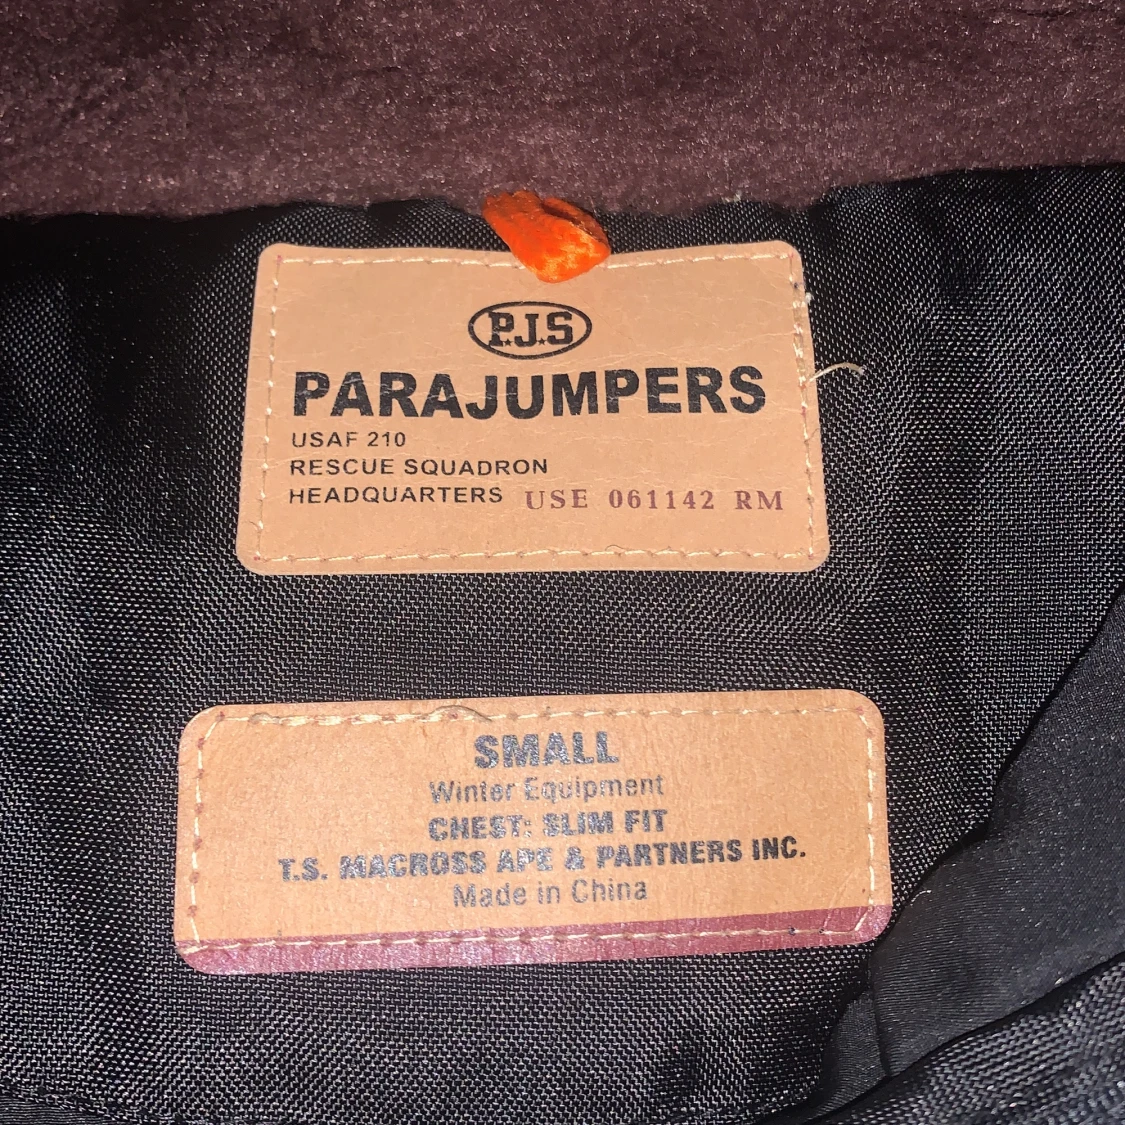 P.J.S
PARAJUMPERS
USAF 210
RESCUE SQUADRON
HEADQUARTERS USE 061142 RM
SMALL
Winter Equipment
CHEST: SLIM FIT
T.S. MACROSS APE & PARTNERS INC.
Made in China